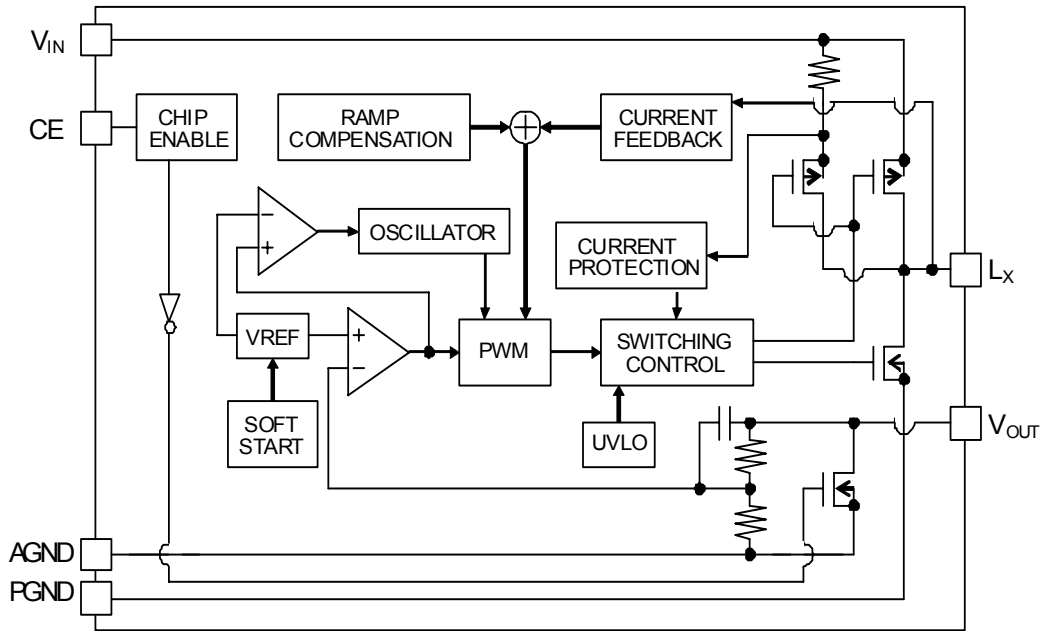 VIN
CE
CHIP
ENABLE
RAMP
COMPENSATION
+
CURRENT
FEEDBACK
−
+
OSCILLATOR
CURRENT
PROTECTION
LX
VREF
+
−
PWM
SWITCHING
CONTROL
SOFT
START
UVLO
VOUT
AGND
PGND